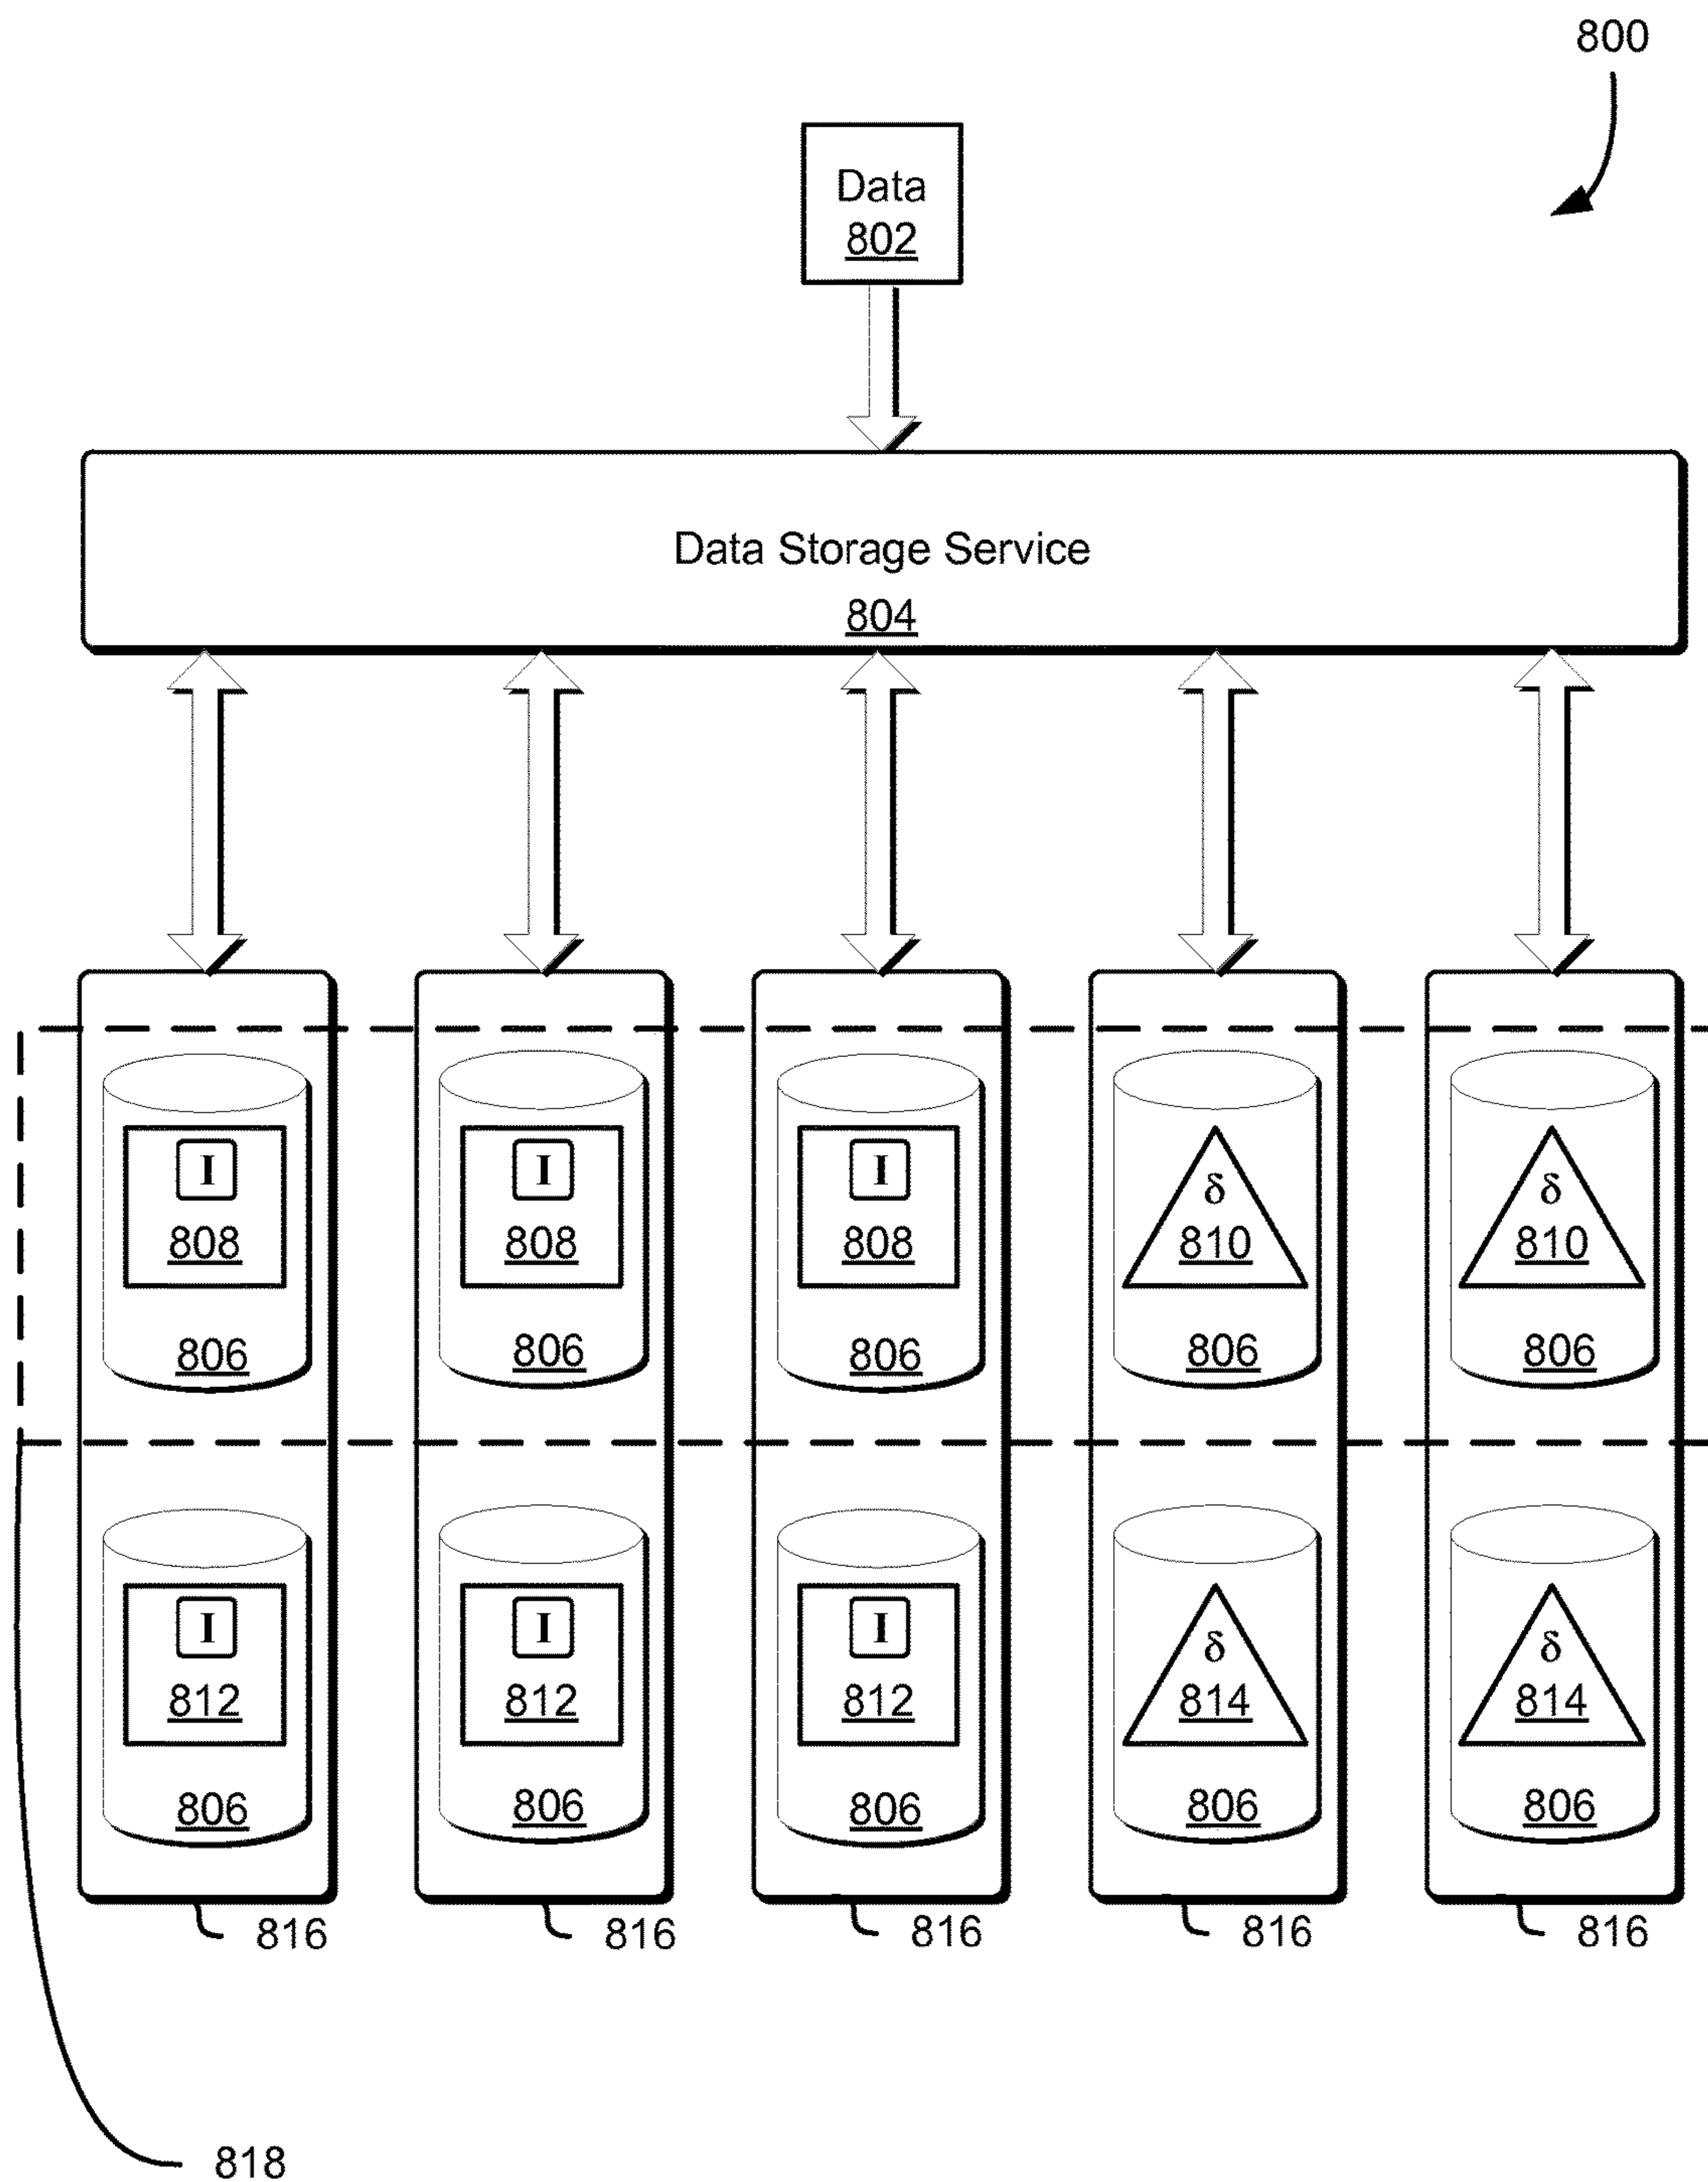 800
Data
802
Data Storage Service
804
I I I δ δ
808 808 808 810 810
806 806 806 806 806
I I I δ δ
812 812 812 814 814
806 806 806 806 806
816 816 816 816 816
818